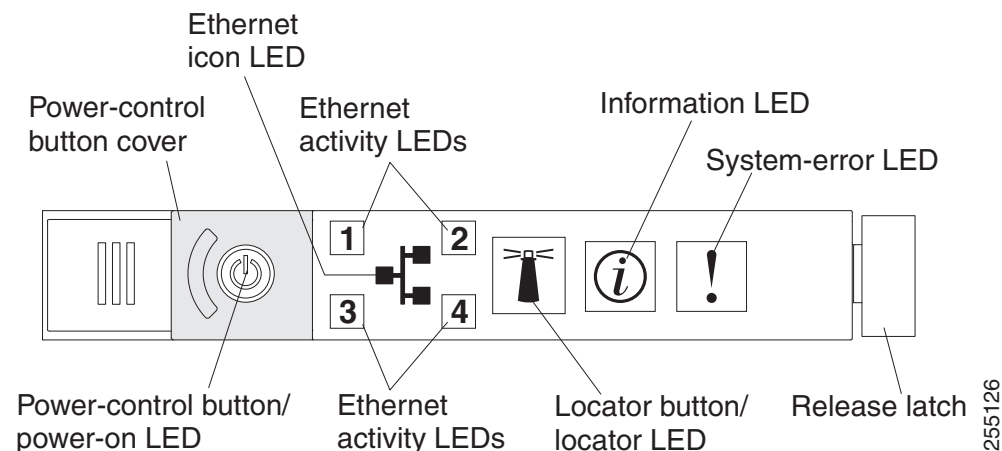 Ethernet
icon LED
Power-control
button cover
Ethernet
activity LEDs
Information LED
System-error LED
1
2
3
4
i
!
Power-control button/
power-on LED
Ethernet
activity LEDs
Locator button/
locator LED
Release latch
255126